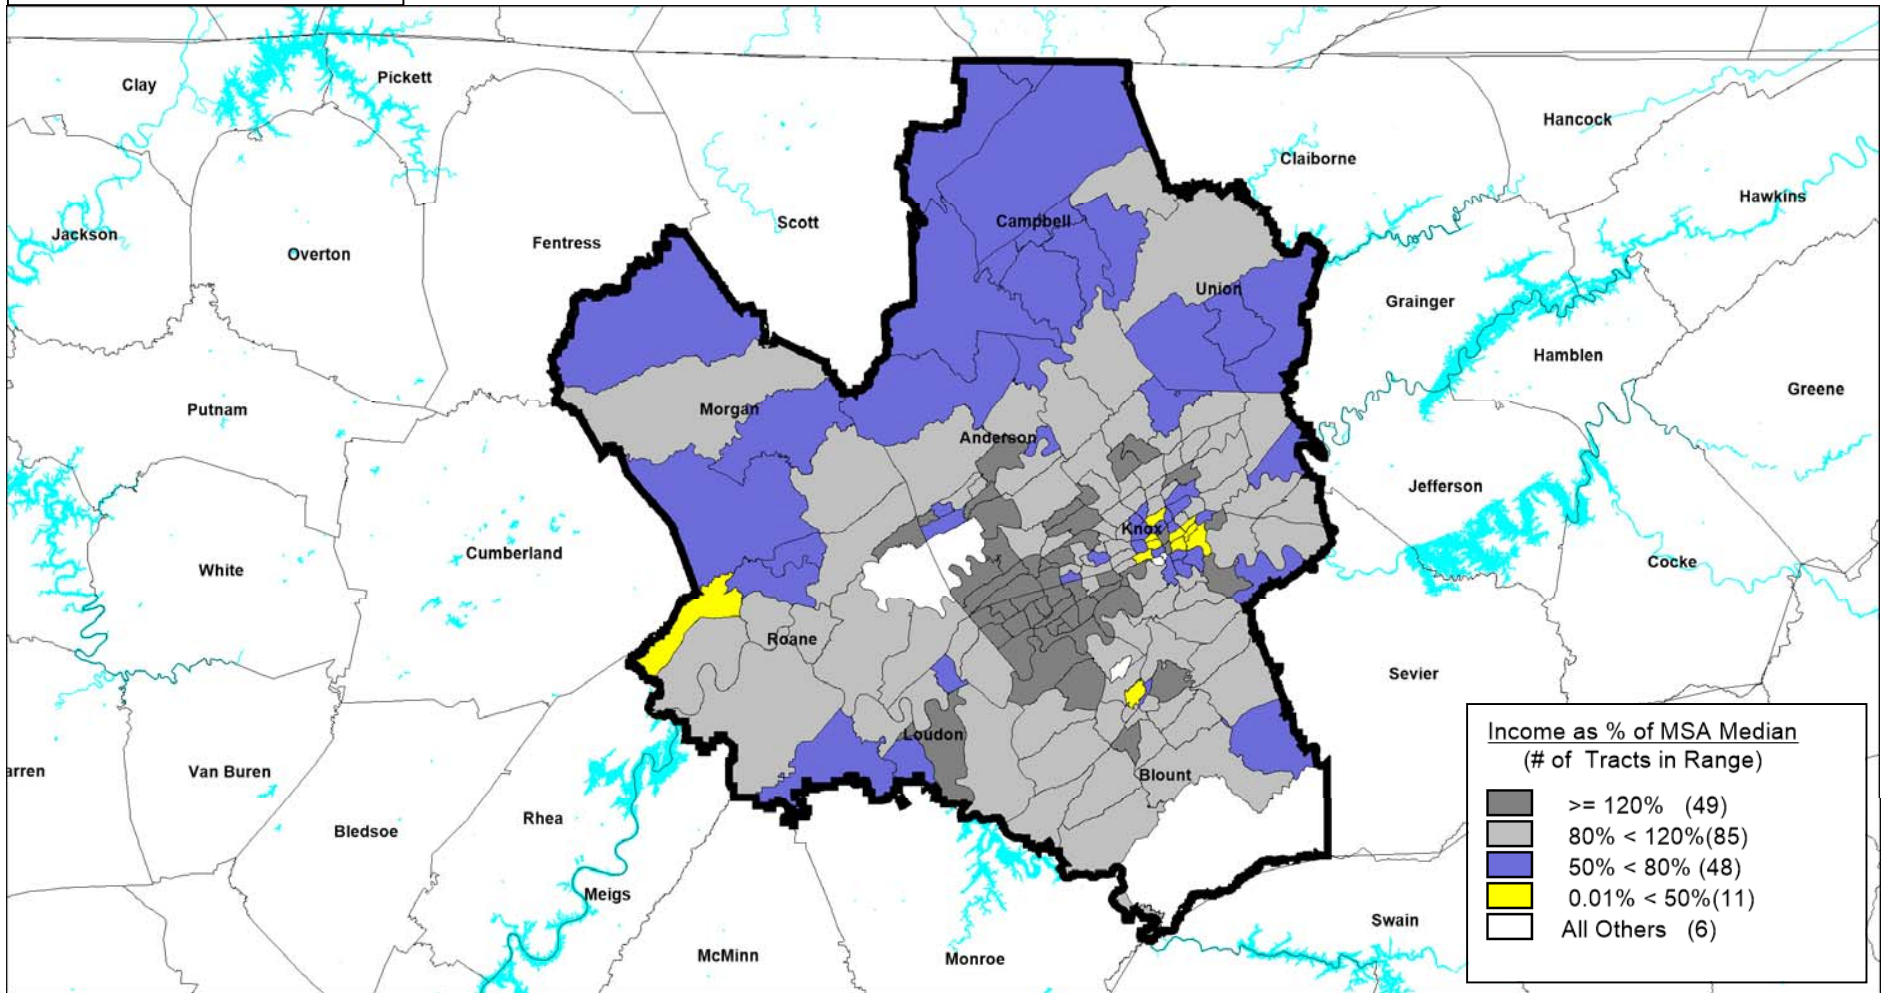 Clay
Pickett
Hancock
Claiborne
Hawkins
Scott
Campbell
Jackson
Fentress
Overton
Union
Grainger
Hamblen
Greene
Putnam
Morgan
Anderson
Jefferson
Knox
Cumberland
White
Cocke
Roane
Sevier
Loudon
arren
Van Buren
Blount
Rhea
Bledsoe
Meigs
Swain
McMinn
Monroe
Income as % of MSA Median
(# of Tracts in Range)
>= 120% (49)
80% < 120%(85)
50% < 80% (48)
0.01% < 50%(11)
All Others (6)